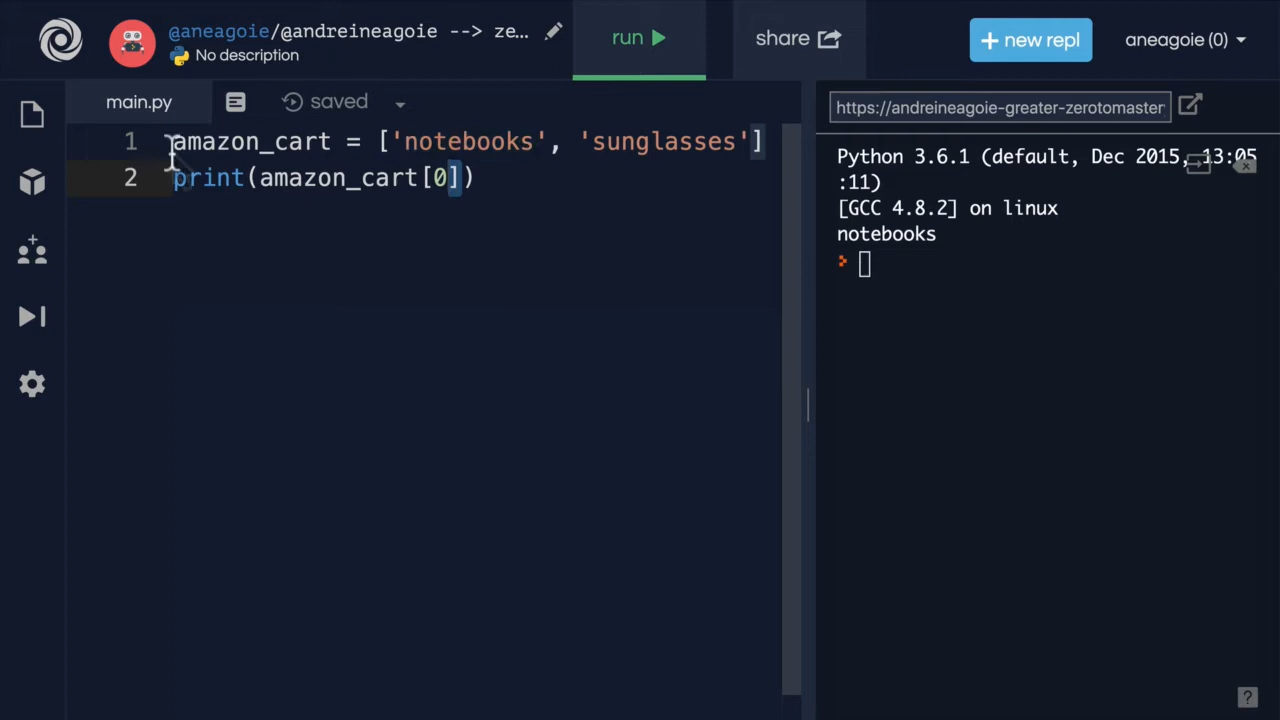 @aneagoie/@andreineagoie --> ze...
No description
run
share
+ new repl
aneagoie (0)
main.py
saved
https://andreineagoie-greater-zerotomaster
1 amazon_cart = ['notebooks', 'sunglasses']
2 print(amazon_cart[0])
Python 3.6.1 (default, Dec 2015, 13:05
:11)
[GCC 4.8.2] on linux
notebooks
?